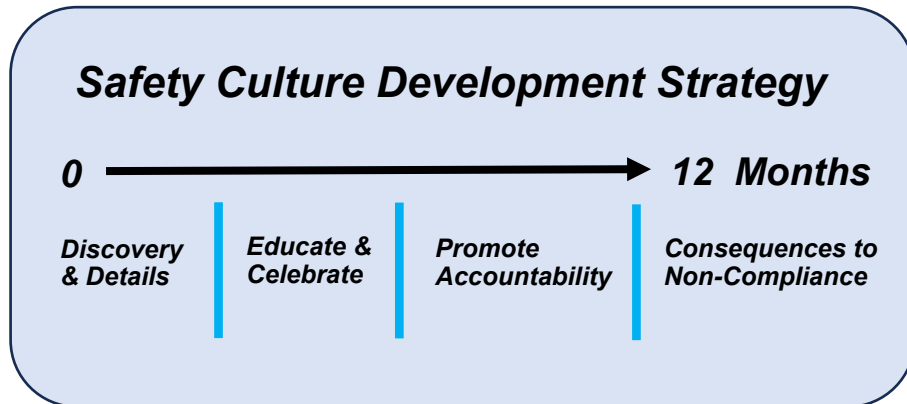 Safety Culture Development Strategy
0 12 Months
Discovery
& Details
Educate &
Celebrate
Promote
Accountability
Consequences to
Non-Compliance